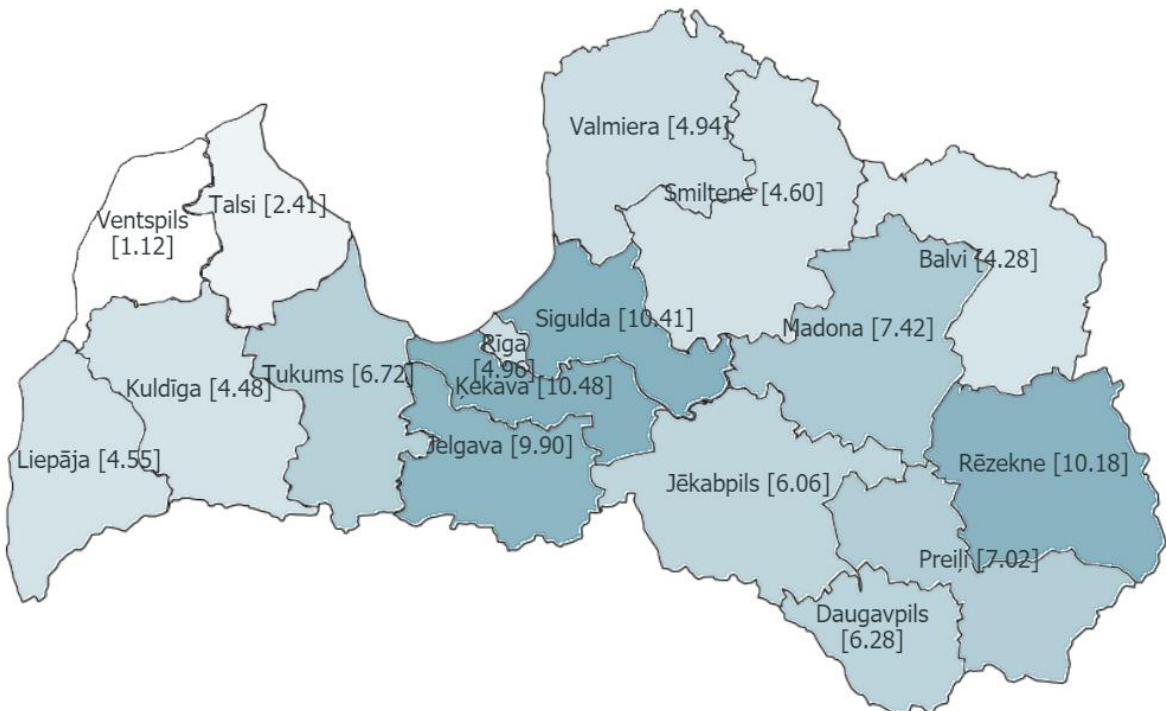 Valmiera [4.94]
Smiltene [4.60]
Talsi [2.41]
Ventspils
[1.12]
Balvi [4.28]
Sigulda [10.41]
Madona [7.42]
Rīga
[4.96]
Tukums [6.72]
Kuldīga [4.48]
Ķekava [10.48]
Jelgava [9.90]
Liepāja [4.55]
Rēzekne [10.18]
Jēkabpils [6.06]
Preiļi [7.02]
Daugavpils
[6.28]